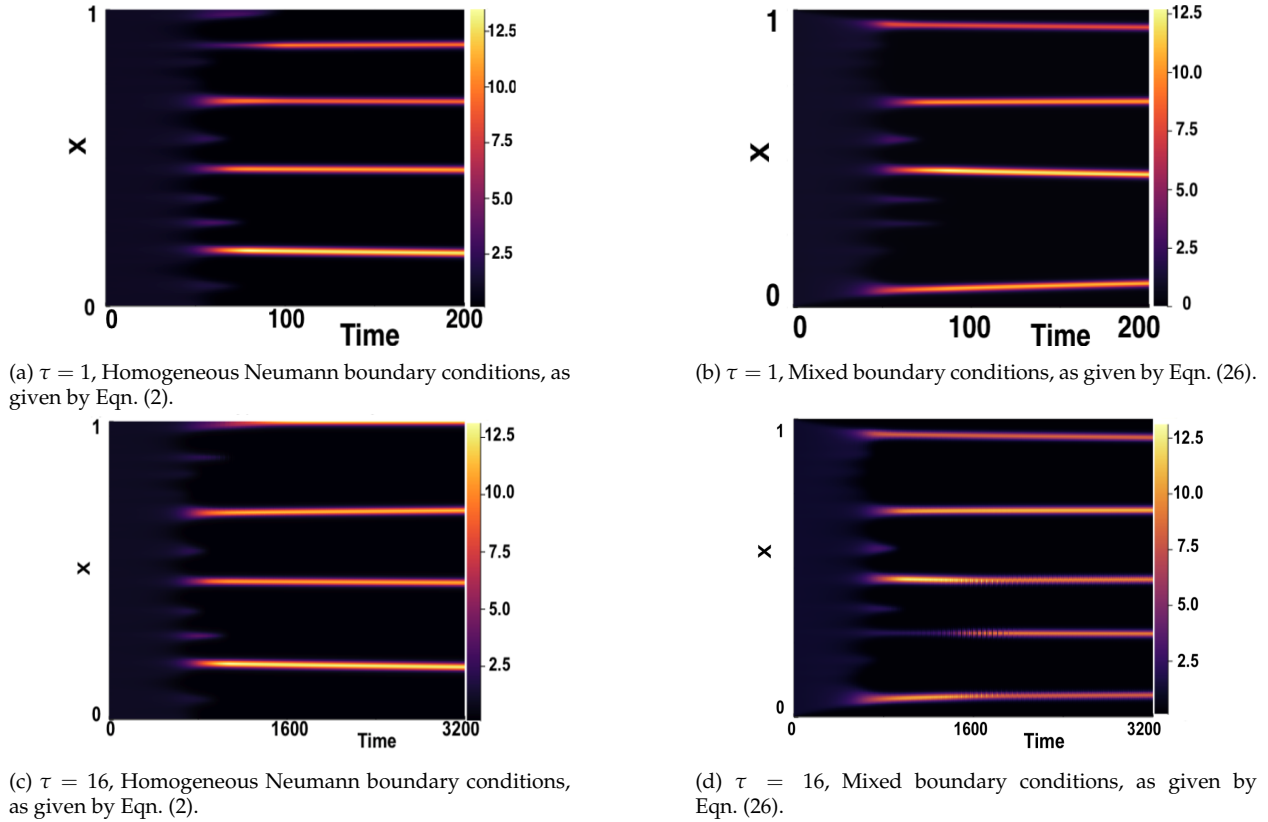 1
X
0
0
100
Time
200
12.5
10.0
7.5
5.0
2.5
(a) τ = 1, Homogeneous Neumann boundary conditions, as
given by Eqn. (2).
1
X
0
0
100
Time
200
12.5
10.0
7.5
5.0
2.5
0
(b) τ = 1, Mixed boundary conditions, as given by Eqn. (26).
1
X
0
0
1600
Time
3200
12.5
10.0
7.5
5.0
2.5
(c) τ = 16, Homogeneous Neumann boundary conditions,
as given by Eqn. (2).
1
X
0
0
1600
Time
3200
12.5
10.0
7.5
5.0
2.5
(d) τ = 16, Mixed boundary conditions, as given by
Eqn. (26).